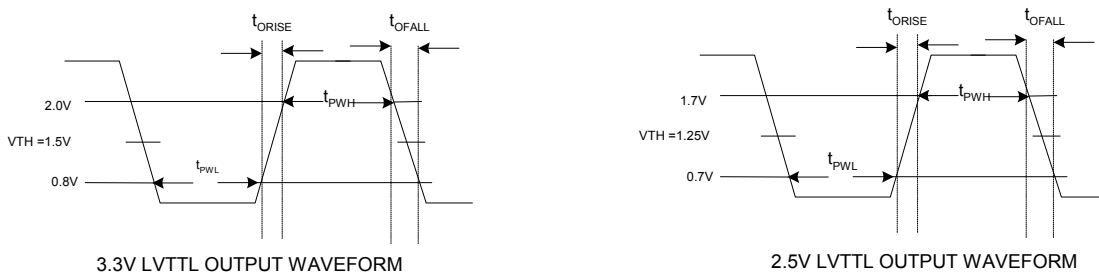 tORISE
tOFALL
2.0V
tPWH
VTH =1.5V
tPWL
0.8V
3.3V LVTTL OUTPUT WAVEFORM
tORISE
tOFALL
1.7V
tPWH
VTH =1.25V
tPWL
0.7V
2.5V LVTTL OUTPUT WAVEFORM